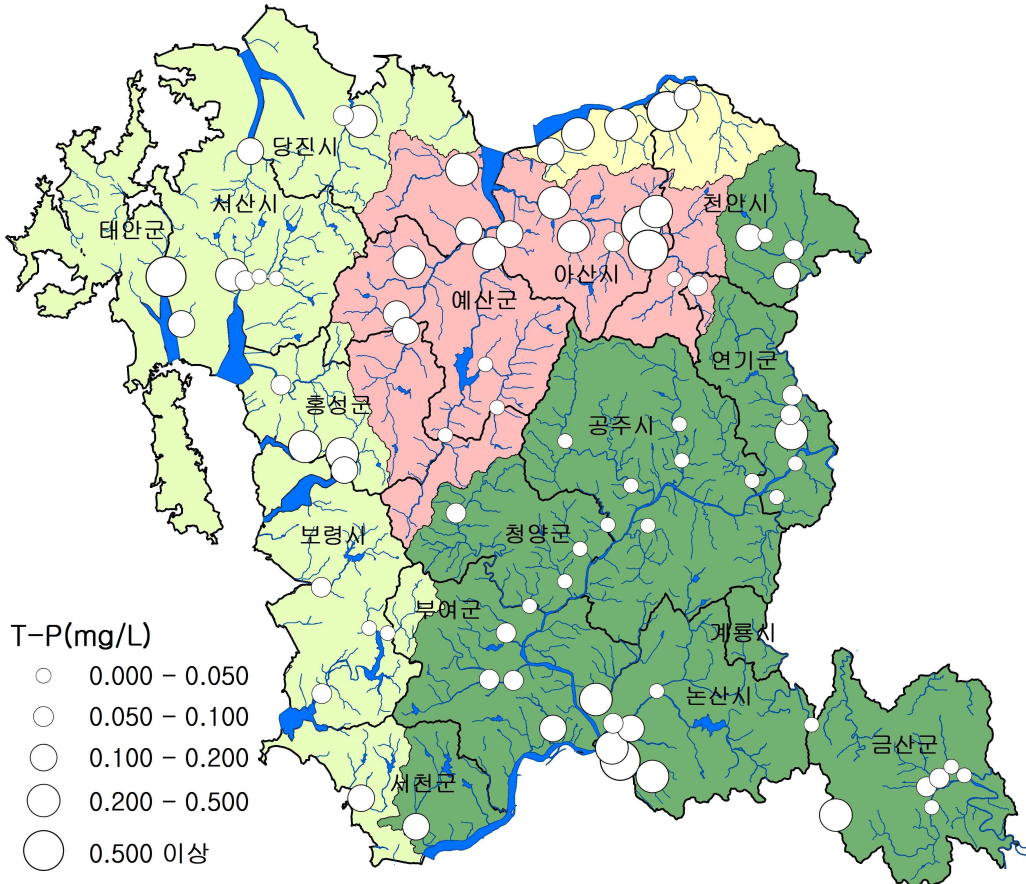 당진시
서산시
천안시
태안군
아산시
예산군
연기군
홍성군
공주시
청양군
보령시
부여군
계룡시
논산시
금산군
서천군
T-P(mg/L)
0.000 - 0.050
0.050 - 0.100
0.100 - 0.200
0.200 - 0.500
0.500 이상